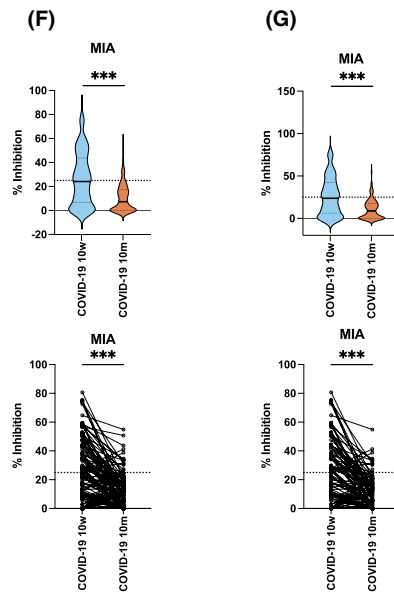 (F)
MIA
***
100
80
60
40
20
0
-20
% Inhibition
COVID-19 10w
COVID-19 10m
(G)
MIA
***
150
100
50
0
% Inhibition
COVID-19 10w
COVID-19 10m
MIA
***
100
80
60
40
20
0
% Inhibition
COVID-19 10w
COVID-19 10m
MIA
***
100
80
60
40
20
0
% Inhibition
COVID-19 10w
COVID-19 10m